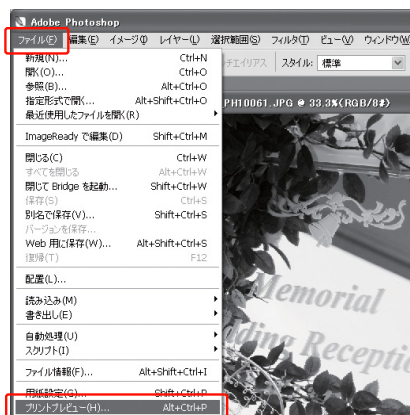 Adobe Photoshop
ファイル(F) 編集(E) イメージ(I) レイヤー(L) 選択範囲(S) フィルタ(T) ビュー(V) ウィンドウ(W)
新規(N)... Ctrl+N
開く(O)... Ctrl+O
チエイリアス スタイル: 標準
参照(B)... Alt+Ctrl+O
指定形式で開く... Alt+Shift+Ctrl+O
最近使用したファイルを開く(R)
PH10061.JPG @ 33.3%(RGB/8#)
ImageReady で編集(D) Shift+Ctrl+M
閉じる(C) Ctrl+W
すべてを閉じる Alt+Ctrl+W
閉じて Bridge を起動... Shift+Ctrl+W
保存(S) Ctrl+S
別名で保存(V)... Shift+Ctrl+S
バージョンを保存...
Web 用に保存(W)... Alt+Shift+Ctrl+S
復帰(T) F12
配置(L)...
読み込み(M)
書き出し(E)
Memorial
自動処理(U)
スクリプト(I)
Reception
ファイル情報(F)... Alt+Shift+Ctrl+I
用紙設定(G)... Shift+Ctrl+P
プリントプレビュー(H)... Alt+Ctrl+P